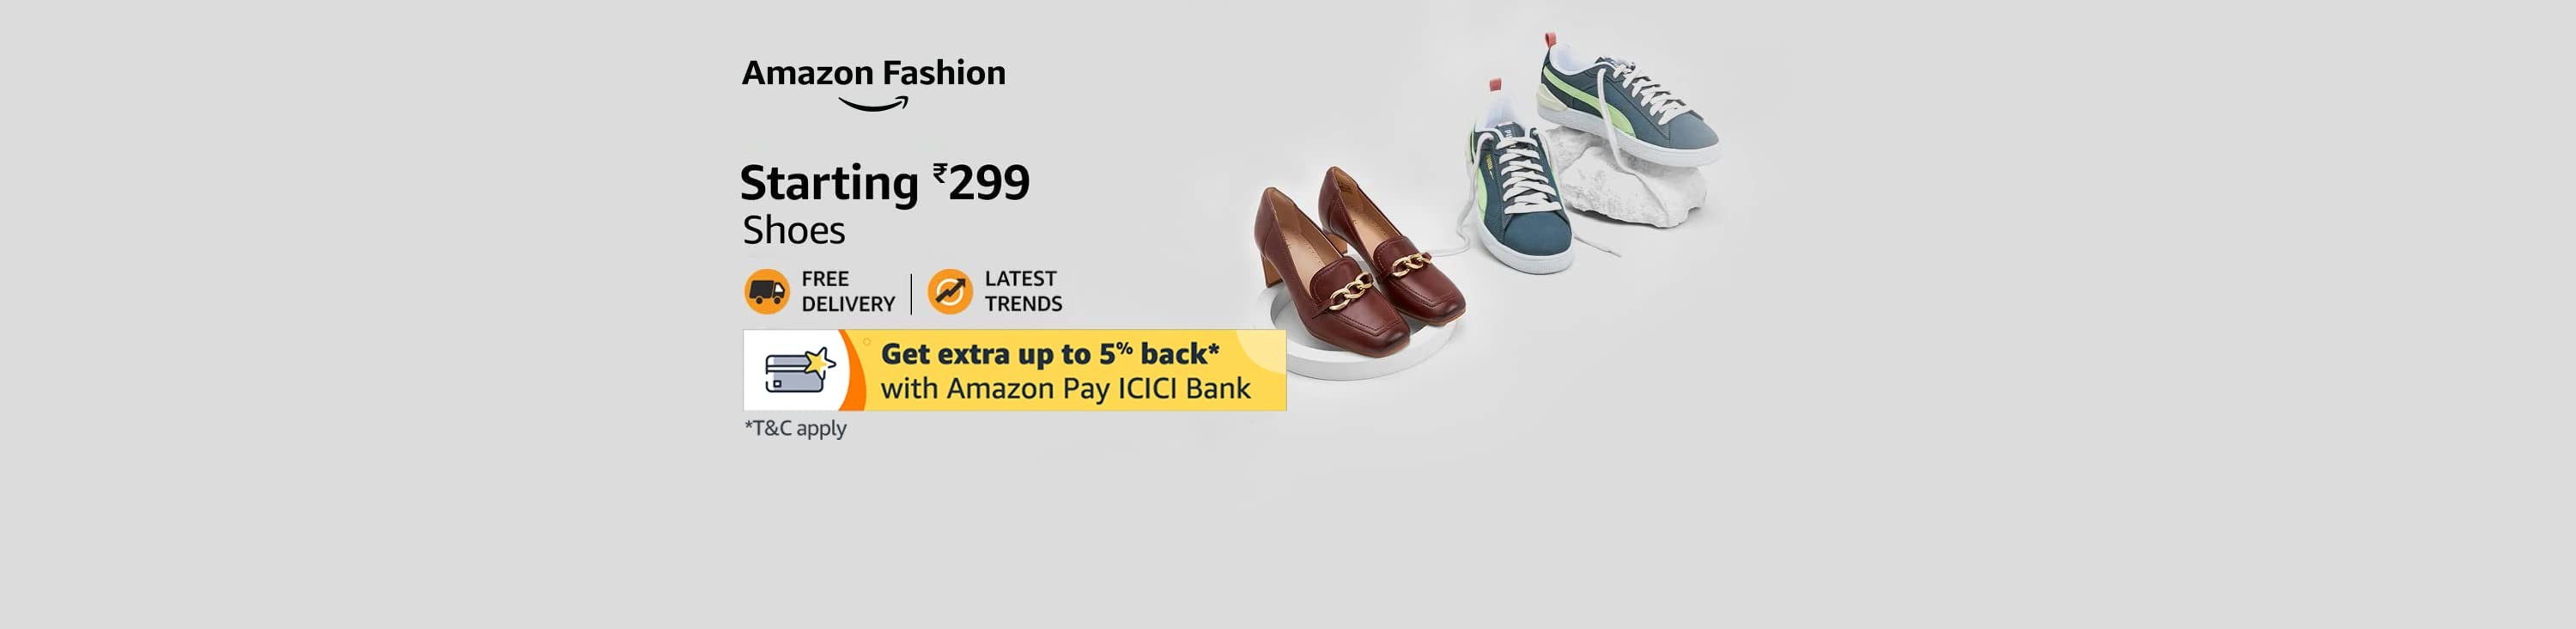 Amazon Fashion
Starting ₹299
Shoes
FREE
DELIVERY
LATEST
TRENDS
Get extra up to 5% back*
with Amazon Pay ICICI Bank
*T&C apply